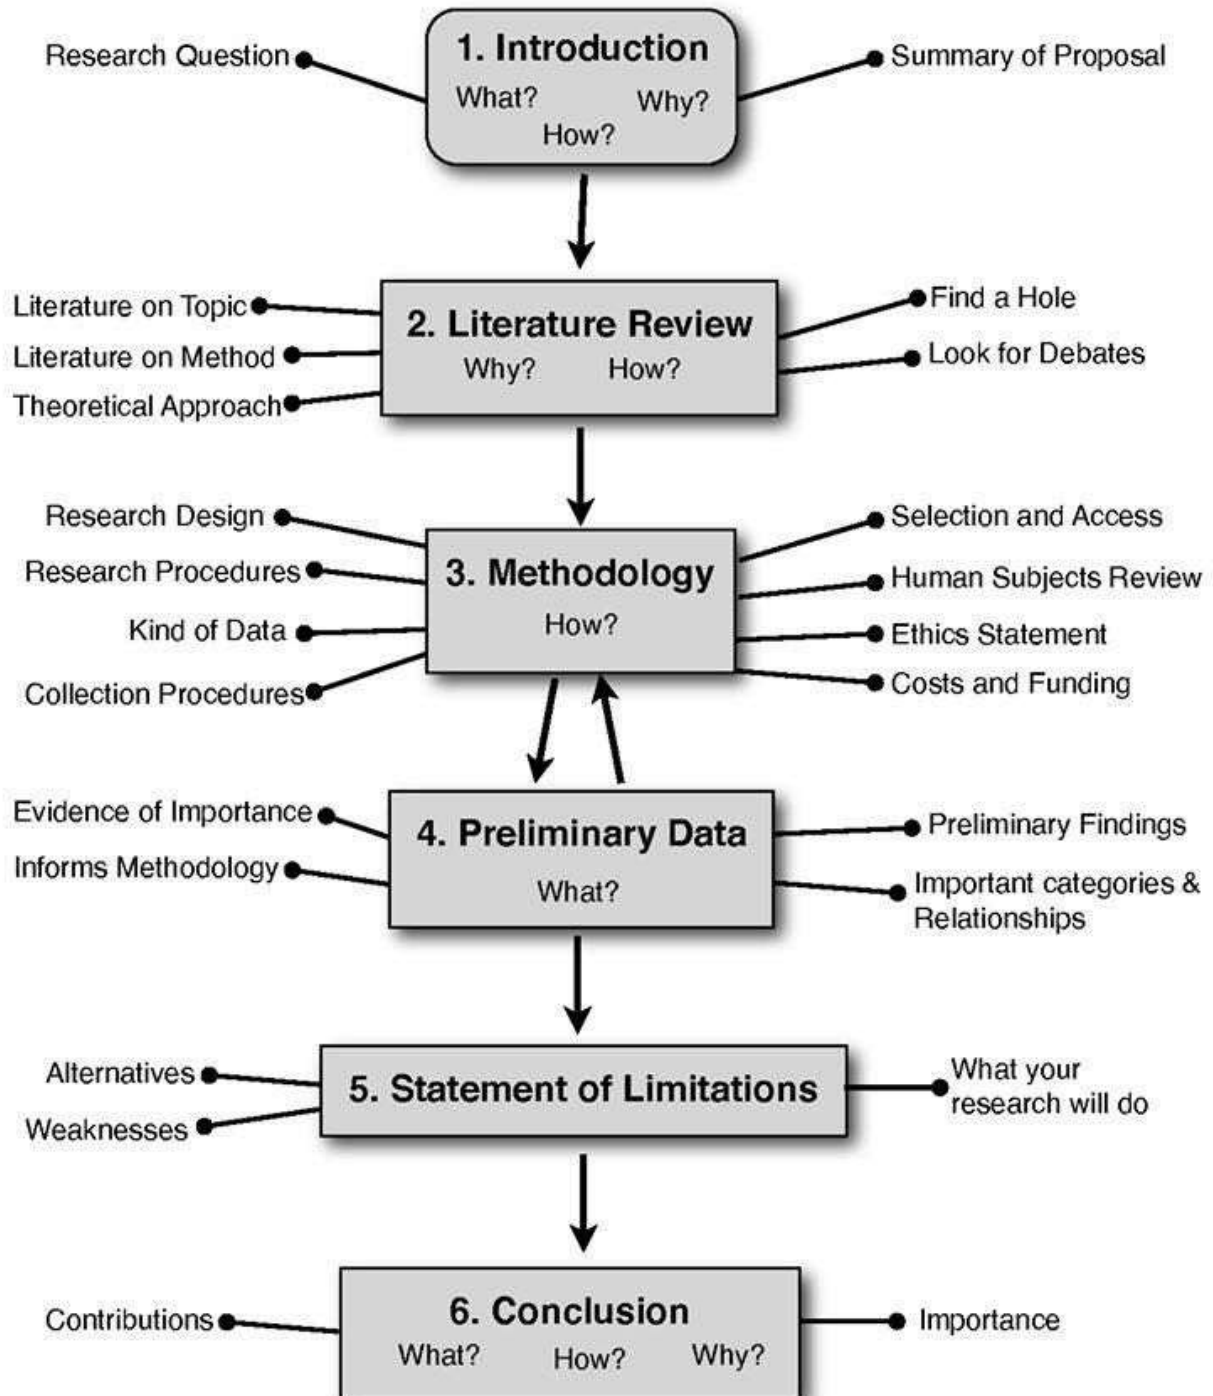 Research Question
1. Introduction
What?
Why?
How?
Summary of Proposal
Literature on Topic
Literature on Method
Theoretical Approach
2. Literature Review
Why?
How?
Find a Hole
Look for Debates
Research Design
Research Procedures
Kind of Data
Collection Procedures
3. Methodology
How?
Selection and Access
Human Subjects Review
Ethics Statement
Costs and Funding
Evidence of Importance
Informs Methodology
4. Preliminary Data
What?
Preliminary Findings
Important categories &
Relationships
Alternatives
Weaknesses
5. Statement of Limitations
What your
research will do
Contributions
6. Conclusion
What?
How?
Why?
Importance